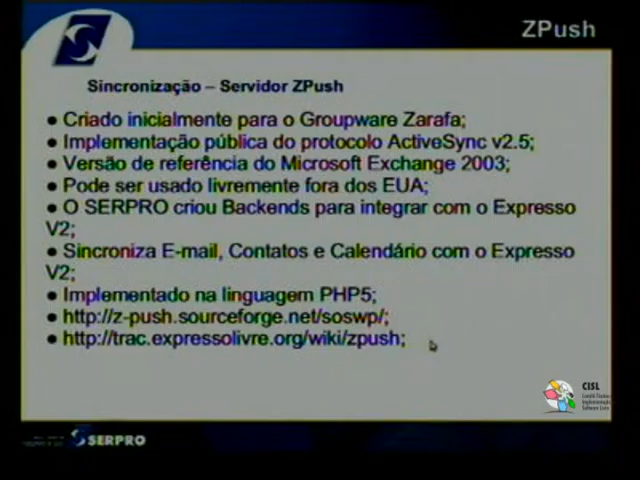 ZPush
Sincronização – Servidor ZPush
● Criado inicialmente para o Groupware Zarafa;
● Implementação pública do protocolo ActiveSync v2.5;
● Versão de referência do Microsoft Exchange 2003;
● Pode ser usado livremente fora dos EUA;
● O SERPRO criou Backends para integrar com o Expresso
V2;
● Sincroniza E-mail, Contatos e Calendário com o Expresso
V2;
● Implementado na linguagem PHP5;
● http://z-push.sourceforge.net/soswp/;
● http://trac.expressolivre.org/wiki/zpush;
CISL
SERPRO